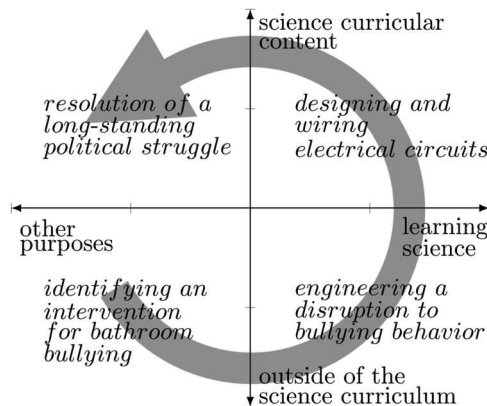 science curricular
content
resolution of a
long-standing
political struggle
designing and
wiring
electrical circuits
other
purposes
learning
science
identifying an
intervention
for bathroom
bullying
engineering a
disruption to
bullying behavior
outside of the
science curriculum